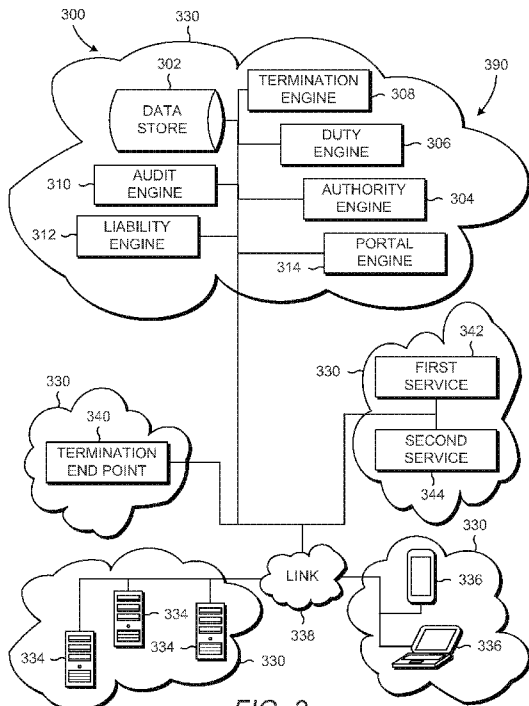 300
330
302
DATA
STORE
TERMINATION
ENGINE
308
390
DUTY
ENGINE
306
310
AUDIT
ENGINE
AUTHORITY
ENGINE
304
312
LIABILITY
ENGINE
PORTAL
ENGINE
314
342
330
FIRST
SERVICE
SECOND
SERVICE
344
330
340
TERMINATION
END POINT
330
LINK
338
336
336
334
334
334
330